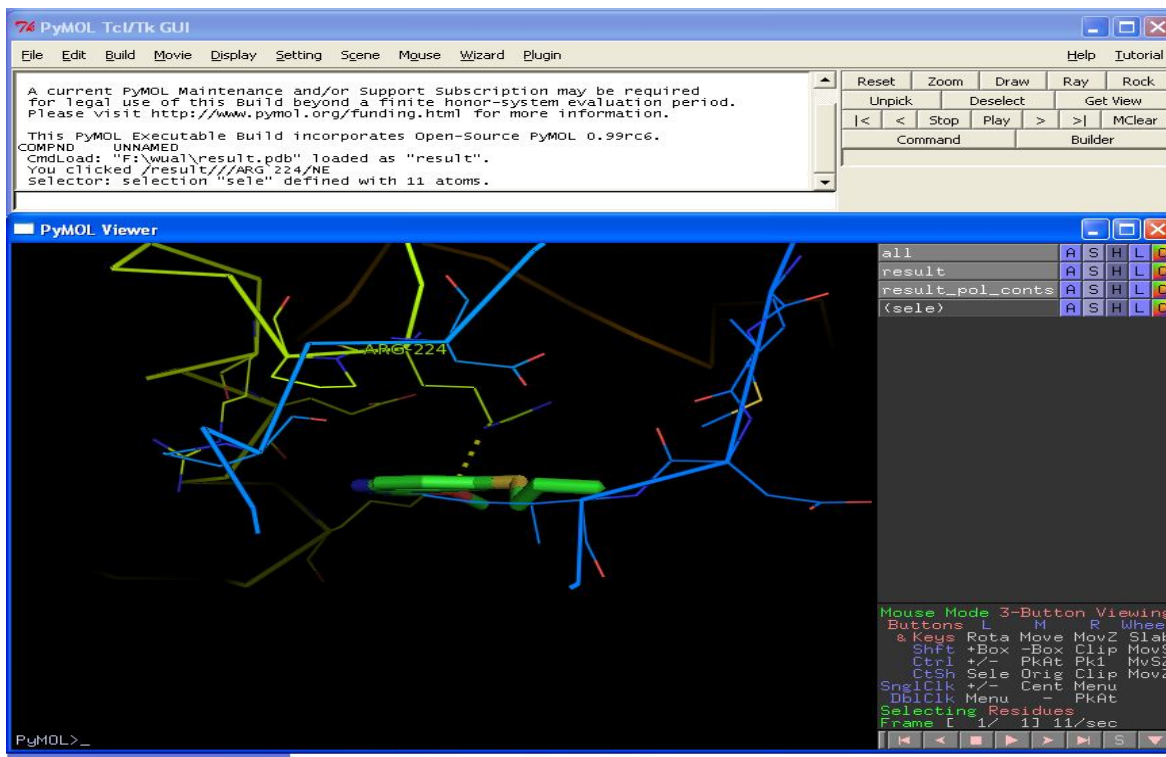 PyMOL Tcl/Tk GUI
File Edit Build Movie Display Setting Scene Mouse Wizard Plugin Help Tutorial
A current PyMOL Maintenance and/or Support Subscription may be required
for legal use of this Build beyond a finite honor-system evaluation period.
Please visit http://www.pymol.org/funding.html for more information.
This PyMOL Executable Build incorporates Open-Source PyMOL 0.99rc6.
COMPND UNNAMED
CmdLoad: "F:\wual\result.pdb" loaded as "result".
You clicked /result///ARG`224/NE
Selector: selection "sele" defined with 11 atoms.
Reset Zoom Draw Ray Rock
Unpick Deselect Get View
|< < Stop Play > >| MClear
Command Builder
PyMOL Viewer
all A S H L C
result A S H L C
result_pol_conts A S H L C
(sele) A S H L C
ARG-224
Mouse Mode 3-Button Viewing
Buttons L M R Whee
& Keys Rota Move MovZ Slab
Shft +Box -Box Clip MovS
Ctrl +/- PkAt Pk1 MvSZ
CtSh Sele Orig Clip MovZ
SnglClk +/- Cent Menu
DblClk Menu - PkAt
Selecting Residues
Frame [ 1/ 1] 11/sec
PyMOL>_
S